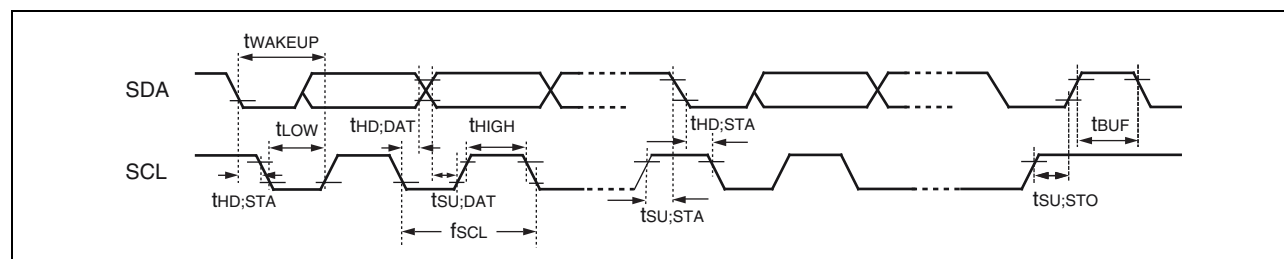 tWAKEUP
SDA
tLOW
tHD;DAT
tHIGH
tHD;STA
tBUF
SCL
tHD;STA
tSU;DAT
tSU;STA
tSU;STO
fSCL